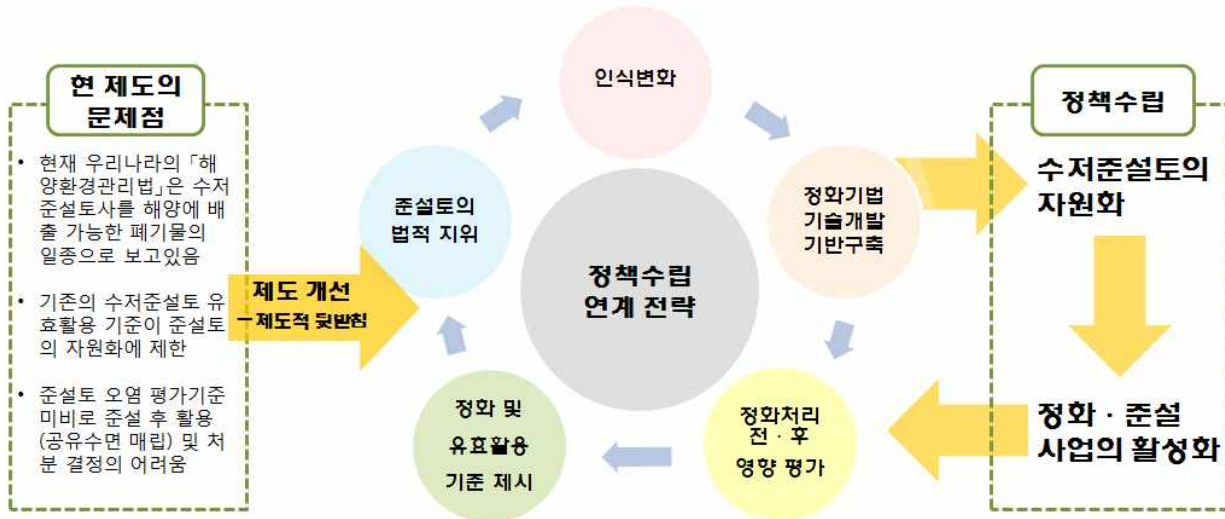 현 제도의
문제점
• 현재 우리나라의 「해
양환경관리법」은 수저
준설토사를 해양에 배
출 가능한 폐기물의
일종으로 보고있음
• 기존의 수저준설토 유
효활용 기준이 준설토
의 자원화에 제한
• 준설토 오염 평가기준
미비로 준설 후 활용
(공유수면 매립) 및 처
분 결정의 어려움
제도 개선
－제도적 뒷받침
인식변화
준설토의
법적 지위
정화기법
기술개발
기반구축
정책수립
연계 전략
정화 및
유효활용
기준 제시
정화처리
전 · 후
영향 평가
정책수립
수저준설토의
자원화
정화 · 준설
사업의 활성화